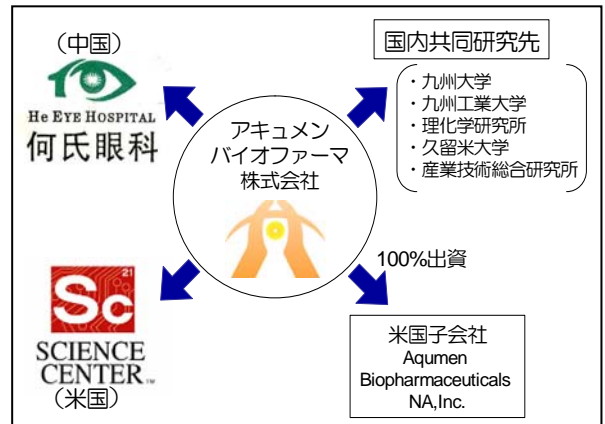 （中国）
He Eye Hospital
何氏眼科
国内共同研究先
・九州大学
・九州工業大学
・理化学研究所
・久留米大学
・産業技術総合研究所
アキュメン
バイオファーマ
株式会社
21
Sc
SCIENCE
CENTER™
（米国）
100%出資
米国子会社
Aqumen
Biopharmaceuticals
NA,Inc.